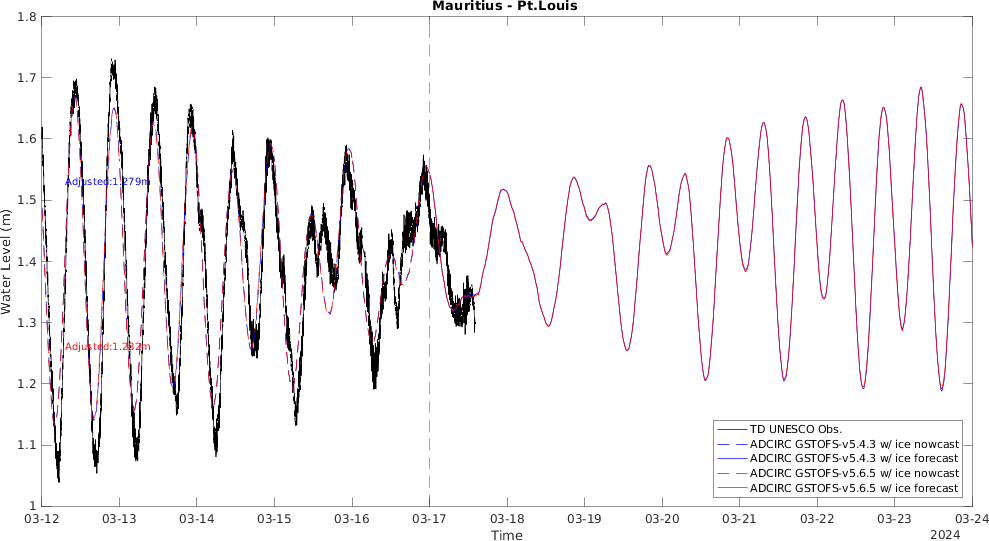 Mauritius - Pt.Louis
1.8
1.7
1.6
1.5
1.4
1.3
1.2
1.1
1
Water Level (m)
Adjusted:1.279m
Adjusted:1.282m
TD UNESCO Obs.
ADCIRC GSTOFS-v5.4.3 w/ ice nowcast
ADCIRC GSTOFS-v5.4.3 w/ ice forecast
ADCIRC GSTOFS-v5.6.5 w/ ice nowcast
ADCIRC GSTOFS-v5.6.5 w/ ice forecast
03-12 03-13 03-14 03-15 03-16 03-17 03-18 03-19 03-20 03-21 03-22 03-23 03-24
Time
2024